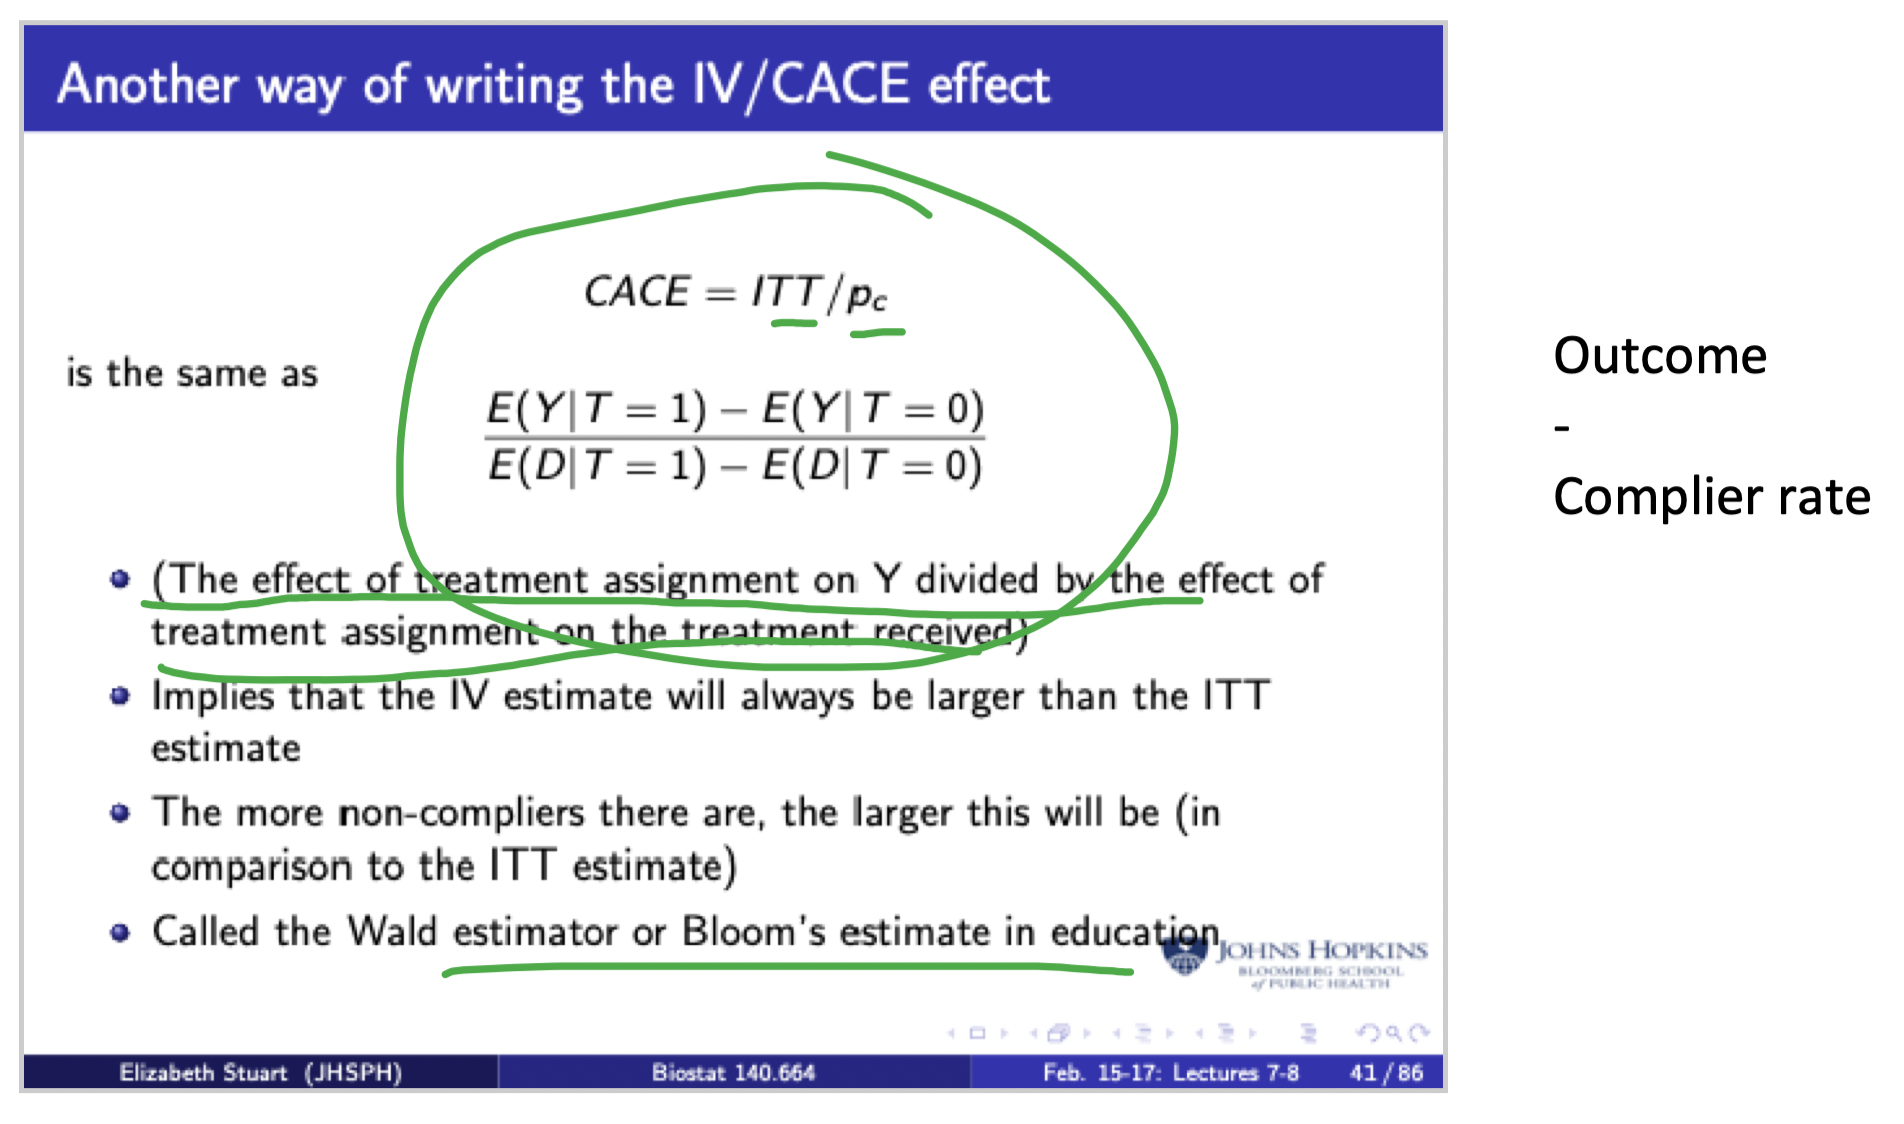 Another way of writing the IV/CACE effect
CACE = ITT/pc
is the same as
E(Y|T = 1) − E(Y|T = 0)
E(D|T = 1) − E(D|T = 0)
(The effect of treatment assignment on Y divided by the effect of
treatment assignment on the treatment received)
Implies that the IV estimate will always be larger than the ITT
estimate
The more non-compliers there are, the larger this will be (in
comparison to the ITT estimate)
Called the Wald estimator or Bloom's estimate in education
JOHNS HOPKINS
BLOOMBERG SCHOOL
of PUBLIC HEALTH
Elizabeth Stuart (JHSPH)
Biostat 140.664
Feb. 15-17: Lectures 7-8
41 / 86
Outcome
-
Complier rate